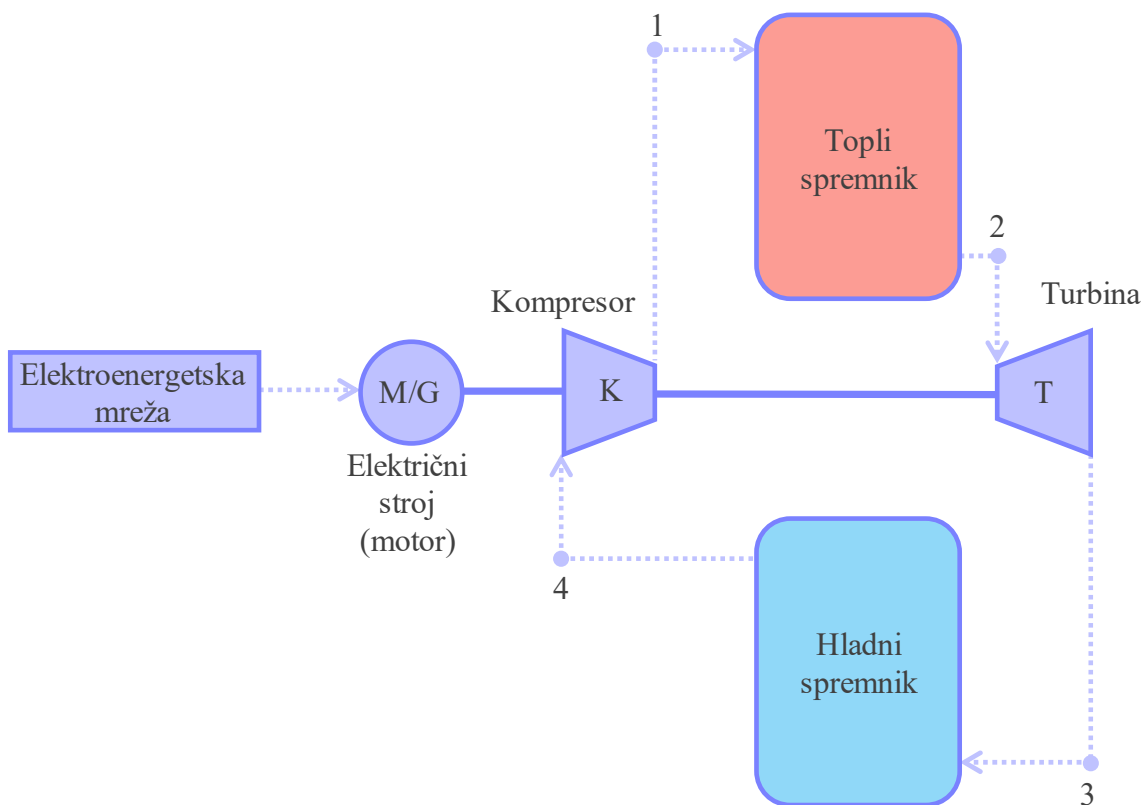 1
Topli
spremnik
2
Kompresor
Turbina
Elektroenergetska
mreža
M/G
K
T
Električni
stroj
(motor)
4
Hladni
spremnik
3